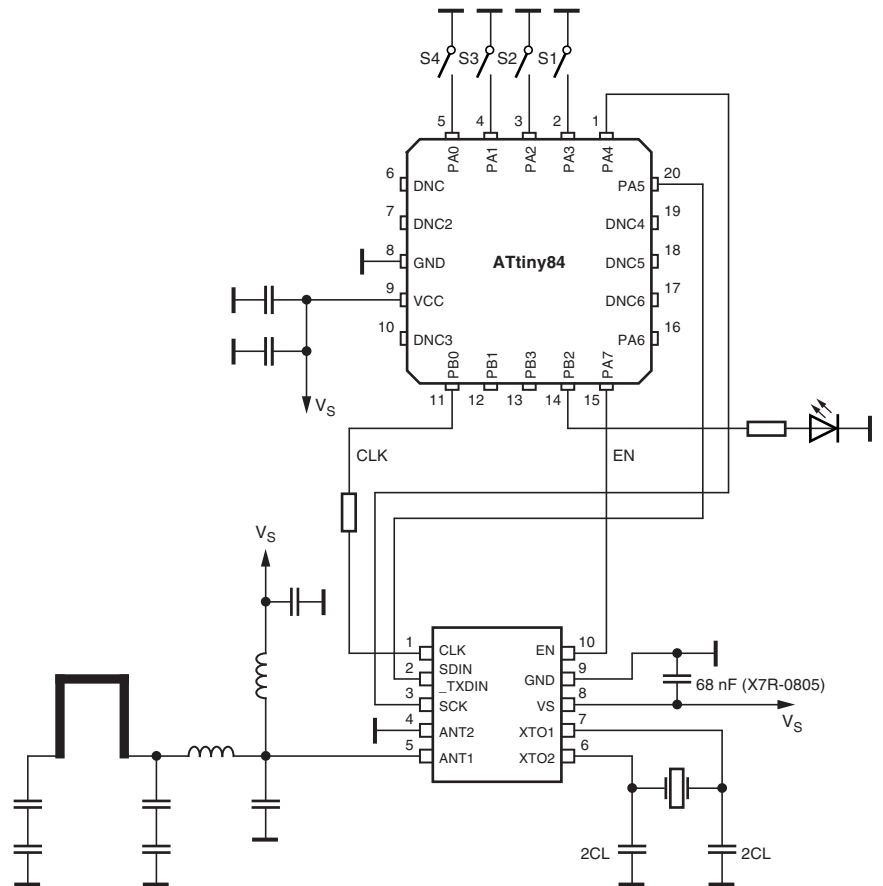 S4
S3
S2
S1
5
4
3
2
1
PA0
PA1
PA2
PA3
PA4
6
DNC
PA5
20
7
DNC2
DNC4
19
8
GND
ATtiny84
DNC5
18
9
VCC
DNC6
17
10
DNC3
PA6
16
PB0
PB1
PB3
PB2
PA7
11
12
13
14
15
VS
CLK
EN
VS
1
CLK
EN
10
2
SDIN
_TXDIN
GND
9
68 nF (X7R-0805)
3
SCK
VS
8
VS
4
ANT2
XTO1
7
5
ANT1
XTO2
6
2CL
2CL